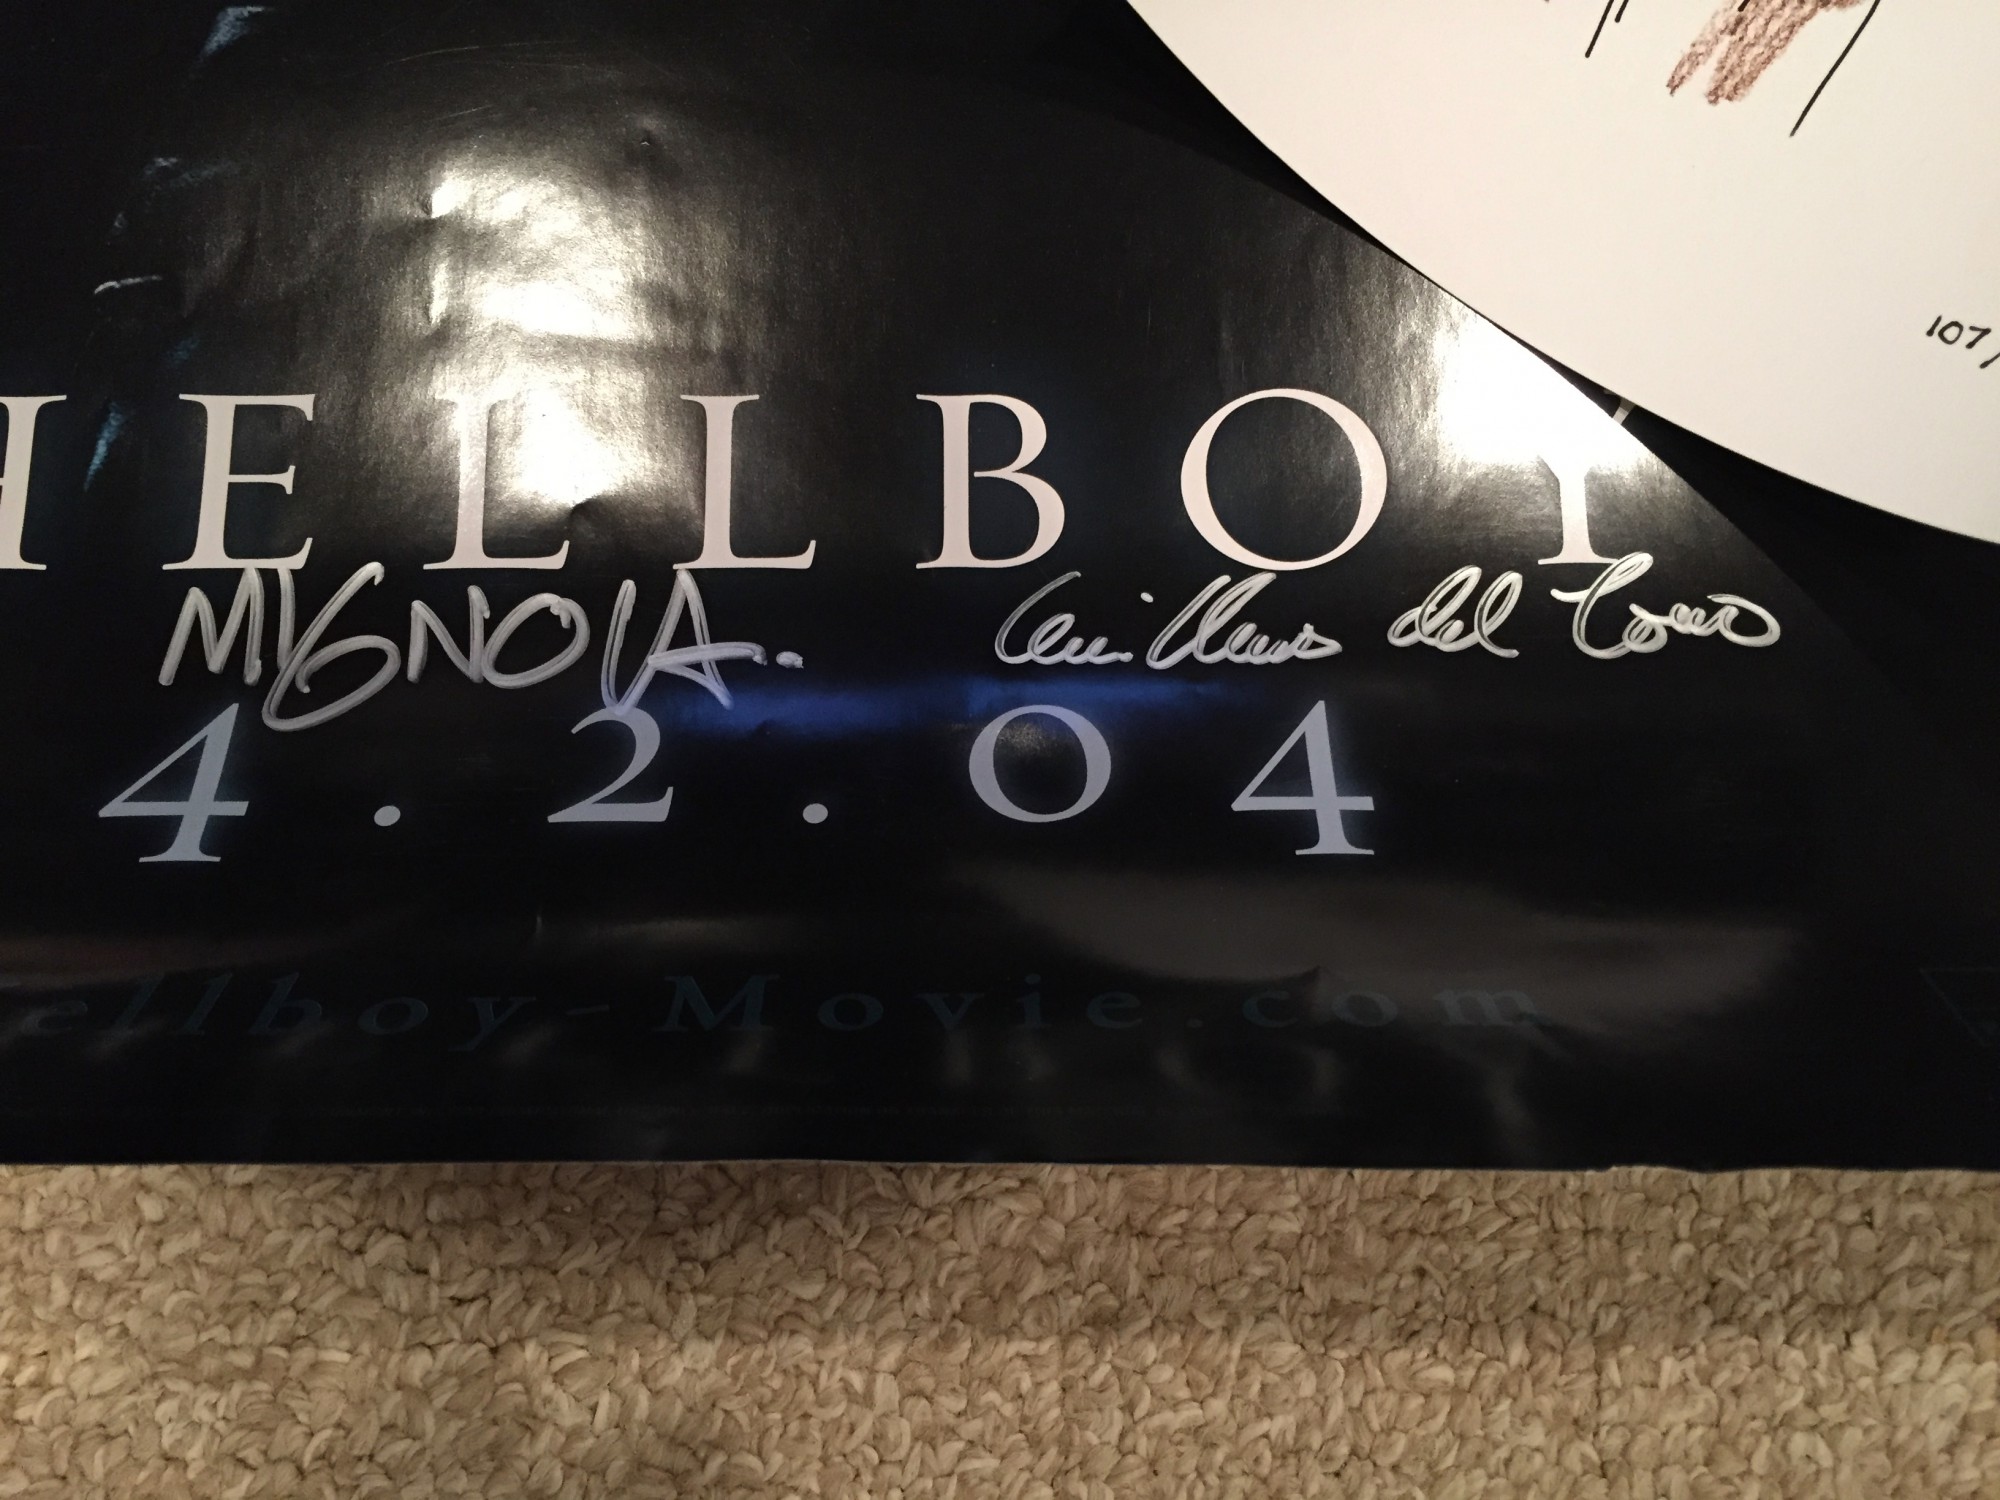 107/
HELLBOY
MIGNOLA. Guillermo del Toro
4.2.04
ellboy-Movie.com